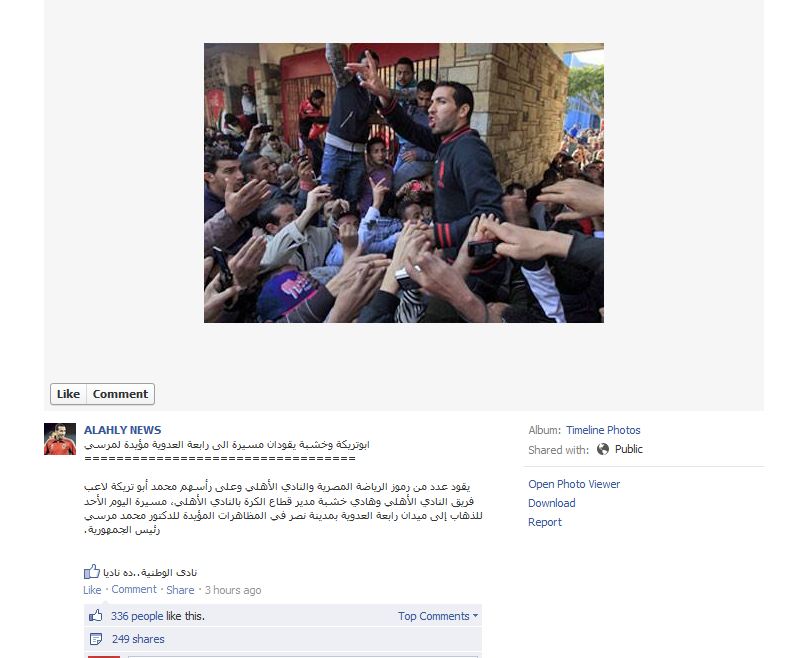 Like Comment
ALAHLY NEWS
ابوتريكة وخشبة يقودان مسيرة الى رابعة العدوية مؤيدة لمرسي
==================================
يقود عدد من رموز الرياضة المصرية والنادي الأهلي وعلى رأسهم محمد أبو تريكة لاعب
فريق النادي الأهلي وهادي خشبة مدير قطاع الكرة بالنادي الأهلي، مسيرة اليوم الأحد
للذهاب إلى ميدان رابعة العدوية بمدينة نصر في المظاهرات المؤيدة للدكتور محمد مرسي
رئيس الجمهورية.
نادى الوطنية..ده ناديا
Like · Comment · Share · 3 hours ago
336 people like this. Top Comments
249 shares
Album: Timeline Photos
Shared with: Public
Open Photo Viewer
Download
Report